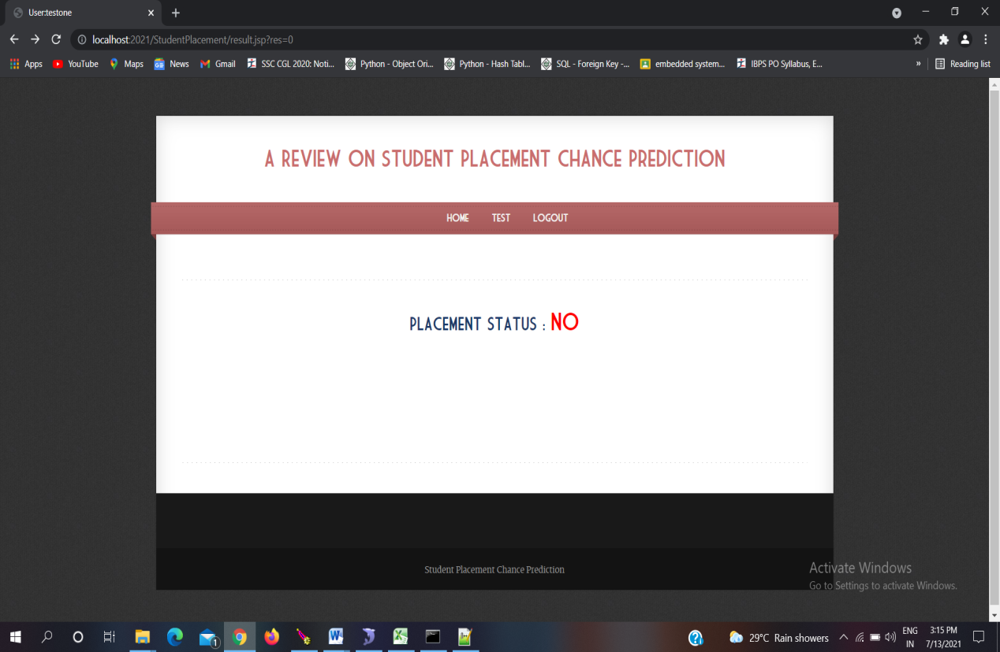 User:testone
localhost:2021/StudentPlacement/result.jsp?res=0
Apps YouTube Maps News Gmail SSC CGL 2020: Noti... Python - Object Ori... Python - Hash Tabl... SQL - Foreign Key -... embedded system... IBPS PO Syllabus, E... » Reading list
A REVIEW ON STUDENT PLACEMENT CHANCE PREDICTION
HOME TEST LOGOUT
PLACEMENT STATUS : NO
Student Placement Chance Prediction
Activate Windows
Go to Settings to activate Windows.
1
29°C Rain showers
ENG
IN
3:15 PM
7/13/2021